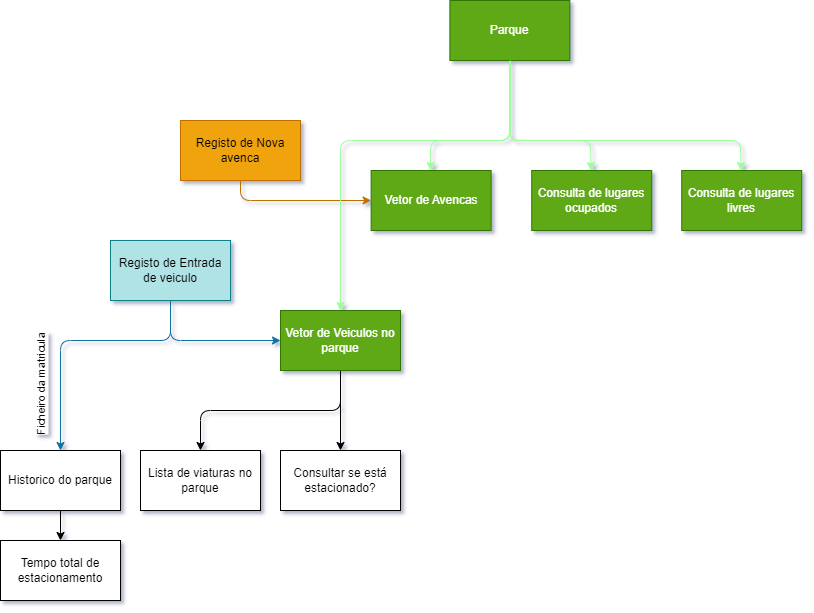 Parque
Registo de Nova
avenca
Vetor de Avencas
Consulta de lugares
ocupados
Consulta de lugares
livres
Registo de Entrada
de veiculo
Vetor de Veiculos no
parque
Ficheiro da matricula
Historico do parque
Lista de viaturas no
parque
Consultar se está
estacionado?
Tempo total de
estacionamento